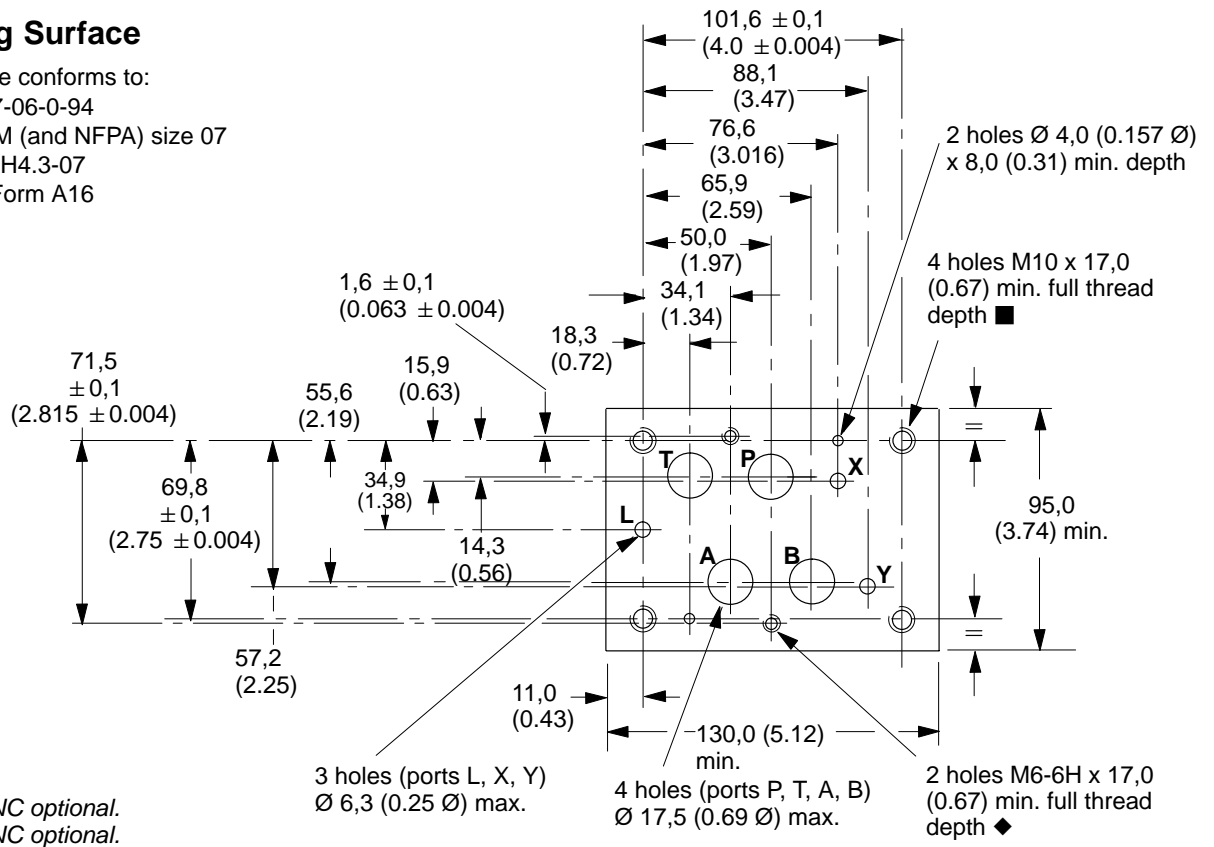 g Surface
e conforms to:
7-06-0-94
M (and NFPA) size 07
H4.3-07
Form A16
101,6 ±0,1
(4.0 ±0.004)
88,1
(3.47)
76,6
(3.016)
65,9
(2.59)
50,0
(1.97)
34,1
(1.34)
18,3
(0.72)
1,6 ±0,1
(0.063 ±0.004)
2 holes Ø 4,0 (0.157 Ø)
x 8,0 (0.31) min. depth
4 holes M10 x 17,0
(0.67) min. full thread
depth ■
71,5
±0,1
(2.815 ±0.004)
55,6
(2.19)
15,9
(0.63)
69,8
±0,1
(2.75 ±0.004)
34,9
(1.38)
14,3
(0.56)
57,2
(2.25)
T
P
X
L
A
B
Y
=
95,0
(3.74) min.
=
11,0
(0.43)
130,0 (5.12)
min.
3 holes (ports L, X, Y)
Ø 6,3 (0.25 Ø) max.
4 holes (ports P, T, A, B)
Ø 17,5 (0.69 Ø) max.
2 holes M6-6H x 17,0
(0.67) min. full thread
depth ◆
NC optional.
NC optional.